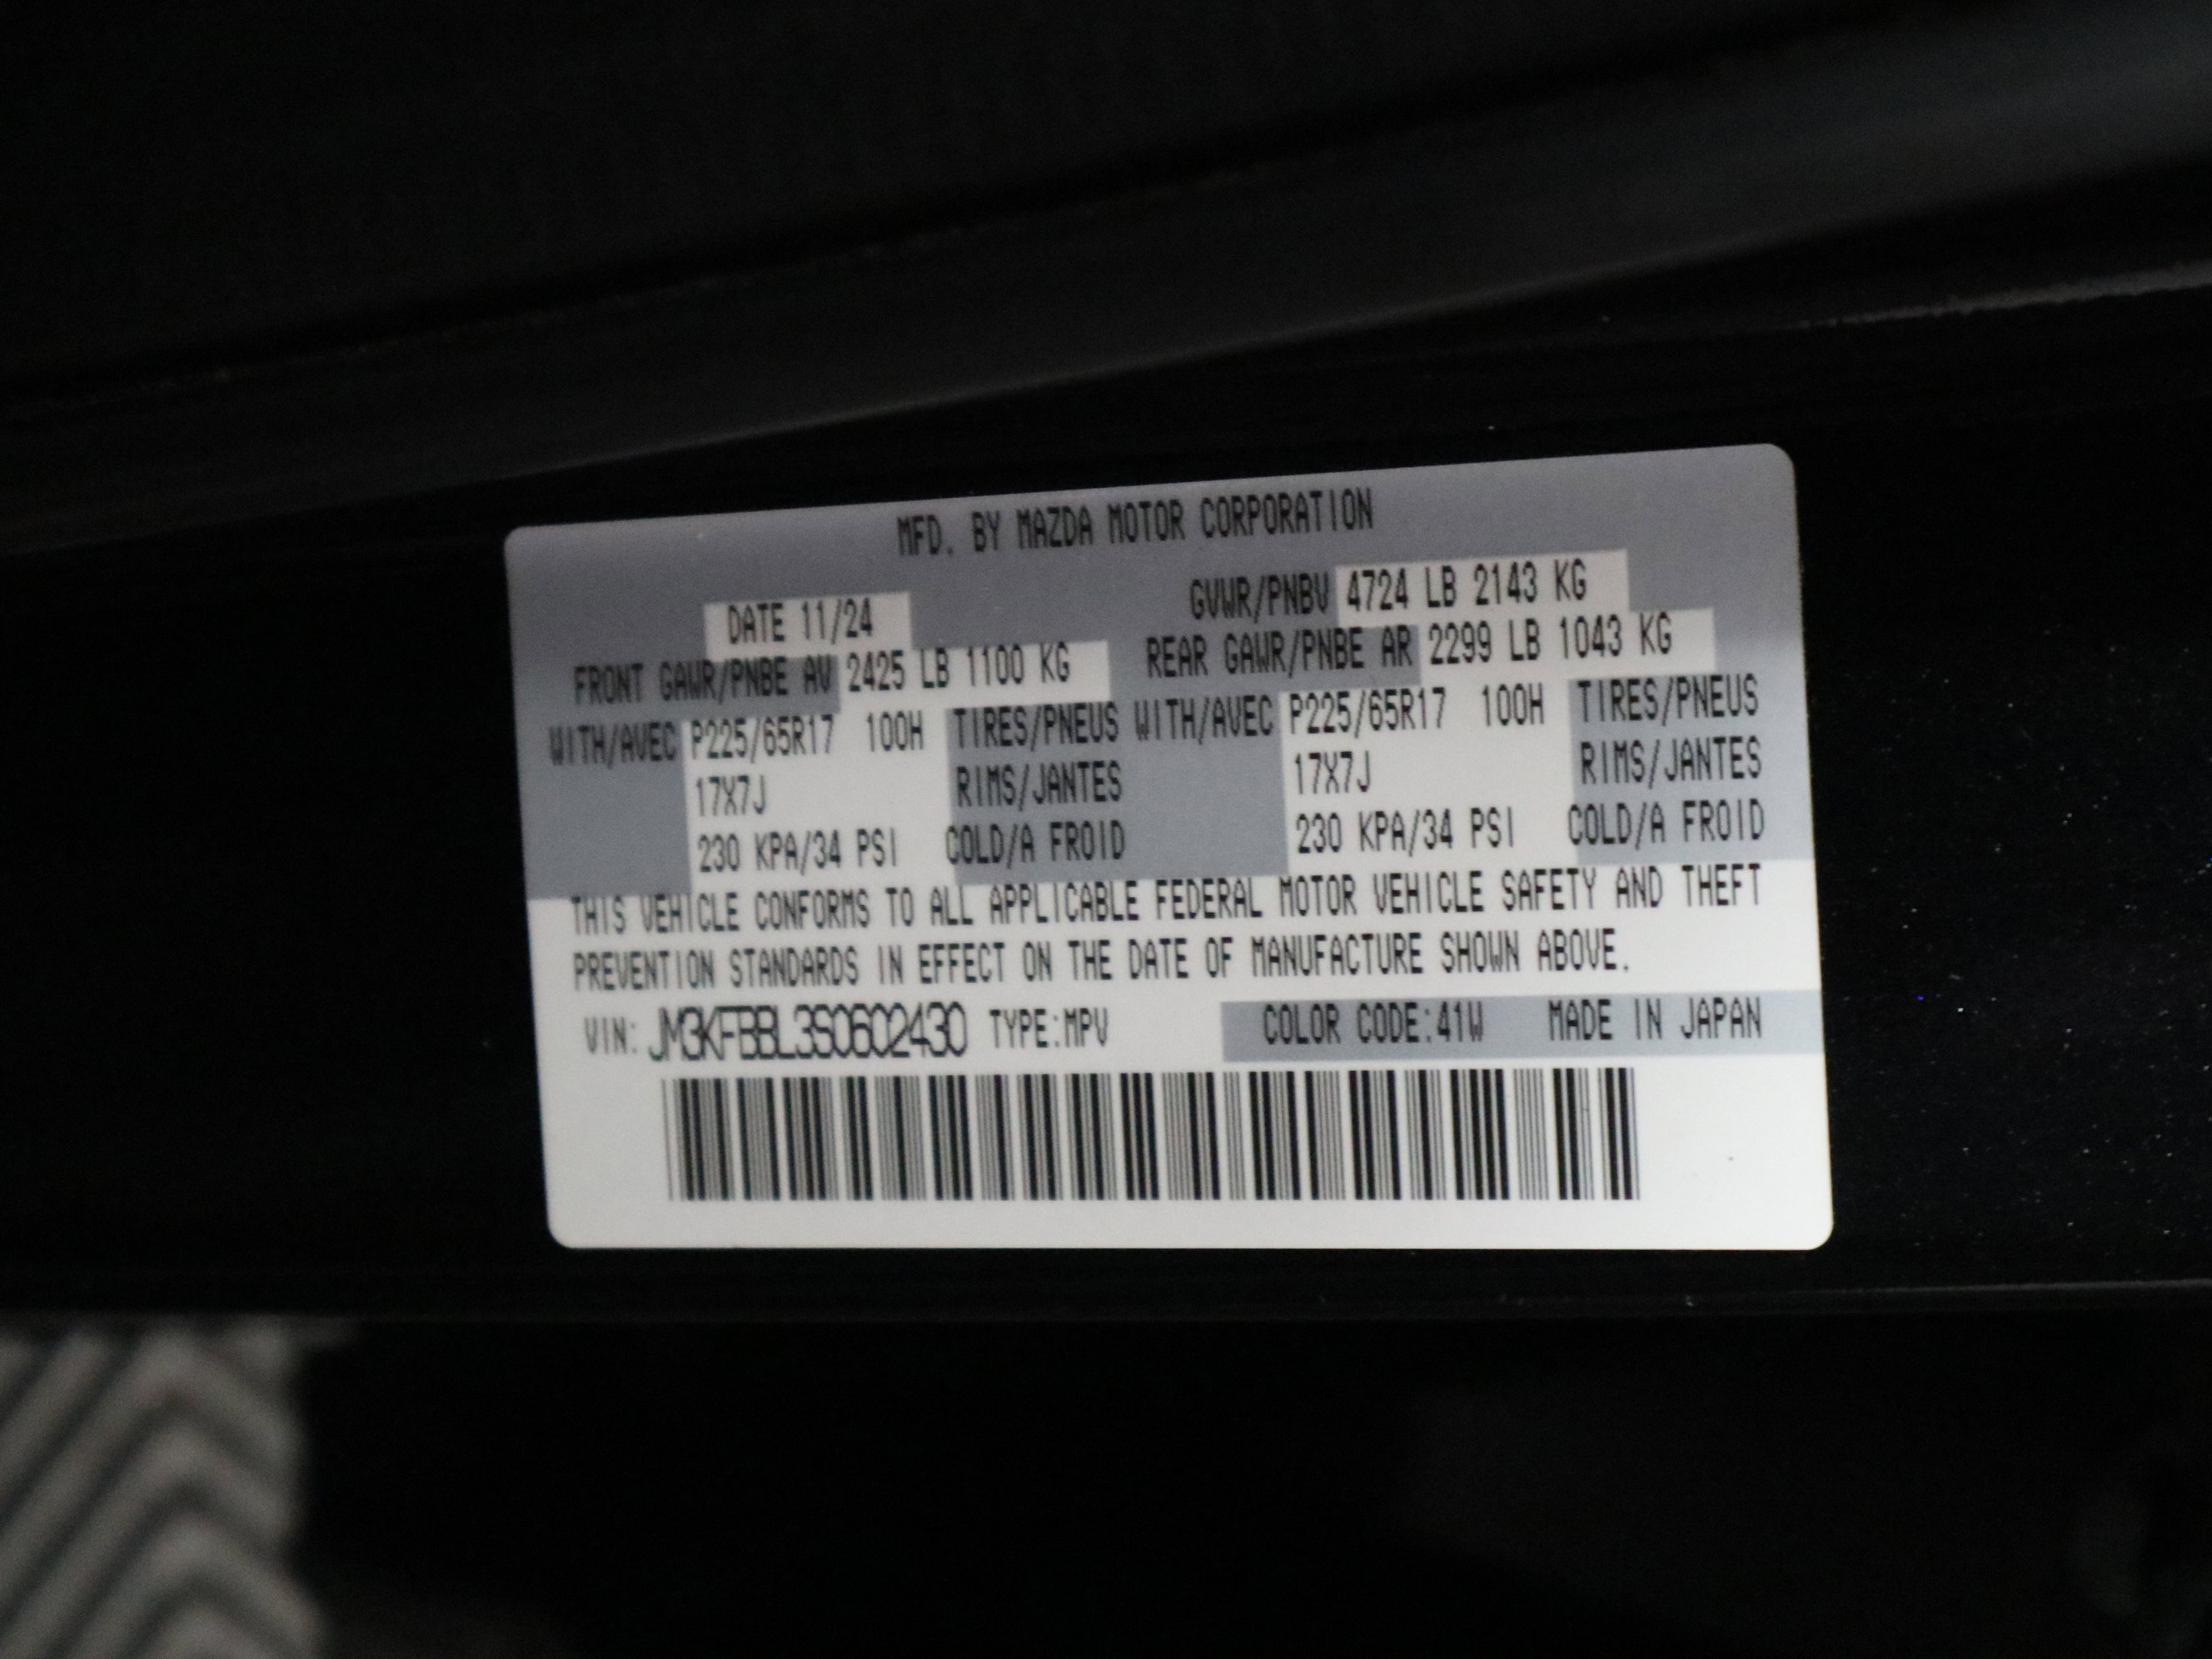 MFD. BY MAZDA MOTOR CORPORATION
DATE 11/24 GVWR/PNBV 4724 LB 2143 KG
FRONT GAWR/PNBE AV 2425 LB 1100 KG REAR GAWR/PNBE AR 2299 LB 1043 KG
WITH/AVEC P225/65R17 100H TIRES/PNEUS WITH/AVEC P225/65R17 100H TIRES/PNEUS
17X7J RIMS/JANTES 17X7J RIMS/JANTES
230 KPA/34 PSI COLD/A FROID 230 KPA/34 PSI COLD/A FROID
THIS VEHICLE CONFORMS TO ALL APPLICABLE FEDERAL MOTOR VEHICLE SAFETY AND THEFT
PREVENTION STANDARDS IN EFFECT ON THE DATE OF MANUFACTURE SHOWN ABOVE.
VIN: JM3KFBBL3S0602430 TYPE:MPV COLOR CODE:41W MADE IN JAPAN